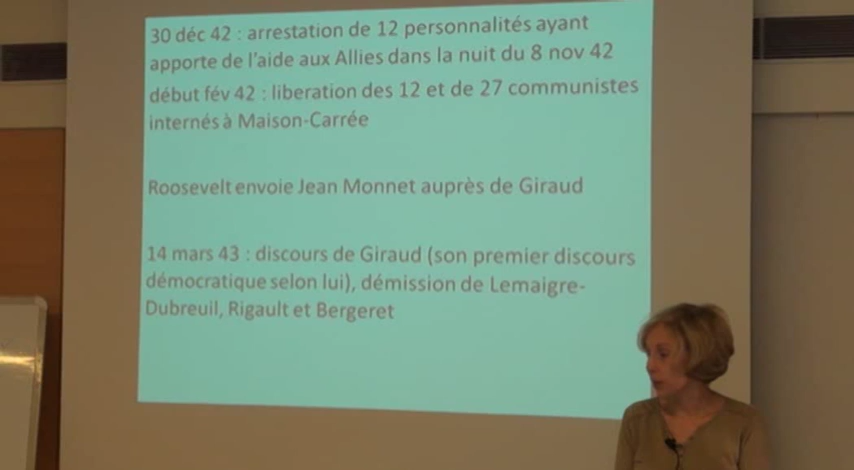 30 déc 42 : arrestation de 12 personnalités ayant
apporte de l'aide aux Allies dans la nuit du 8 nov 42
début fév 42 : liberation des 12 et de 27 communistes
internés à Maison-Carrée
Roosevelt envoie Jean Monnet auprès de Giraud
14 mars 43 : discours de Giraud (son premier discours
démocratique selon lui), démission de Lemaigre-
Dubreuil, Rigault et Bergeret